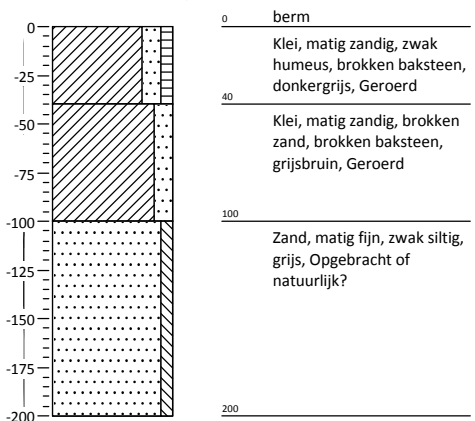 0
-25
-50
-75
-100
-125
-150
-175
-200
0 berm
Klei, matig zandig, zwak
humeus, brokken baksteen,
donkergrijs, Geroerd
40
Klei, matig zandig, brokken
zand, brokken baksteen,
grijsbruin, Geroerd
100
Zand, matig fijn, zwak siltig,
grijs, Opgebracht of
natuurlijk?
200